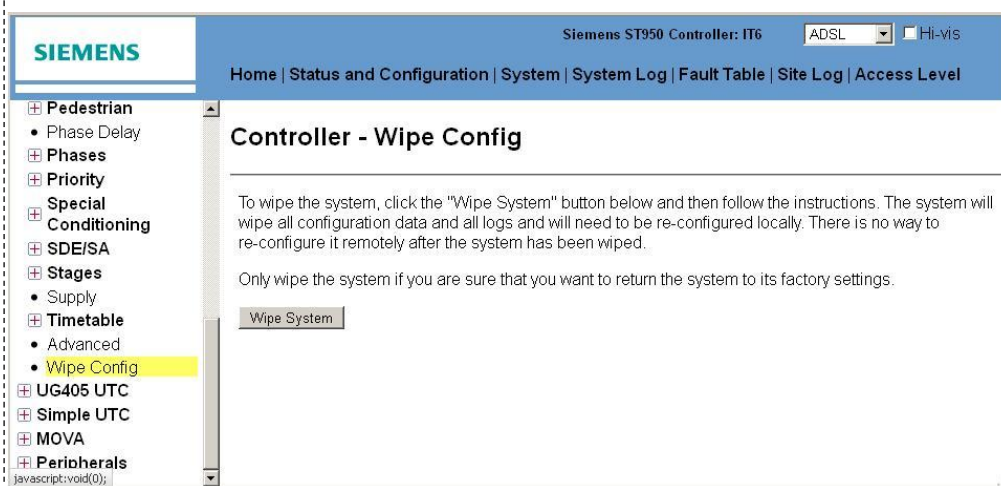 SIEMENS
Siemens ST950 Controller: IT6
ADSL
Hi-vis
Home | Status and Configuration | System | System Log | Fault Table | Site Log | Access Level
Pedestrian
Phase Delay
Phases
Priority
Special
Conditioning
SDE/SA
Stages
Supply
Timetable
Advanced
Wipe Config
UG405 UTC
Simple UTC
MOVA
Peripherals
javascript:void(0);
Controller - Wipe Config
To wipe the system, click the "Wipe System" button below and then follow the instructions. The system will
wipe all configuration data and all logs and will need to be re-configured locally. There is no way to
re-configure it remotely after the system has been wiped.
Only wipe the system if you are sure that you want to return the system to its factory settings.
Wipe System